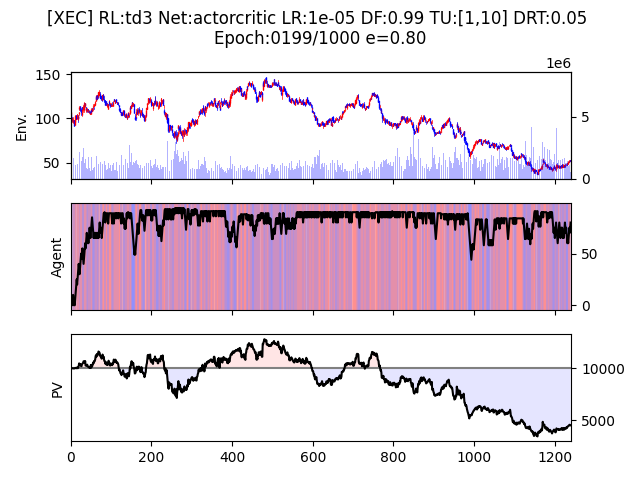 [XEC] RL:td3 Net:actorcritic LR:1e-05 DF:0.99 TU:[1,10] DRT:0.05
Epoch:0199/1000 e=0.80
1e6
150
100
50
Env.
5
0
Agent
50
0
PV
10000
5000
0 200 400 600 800 1000 1200